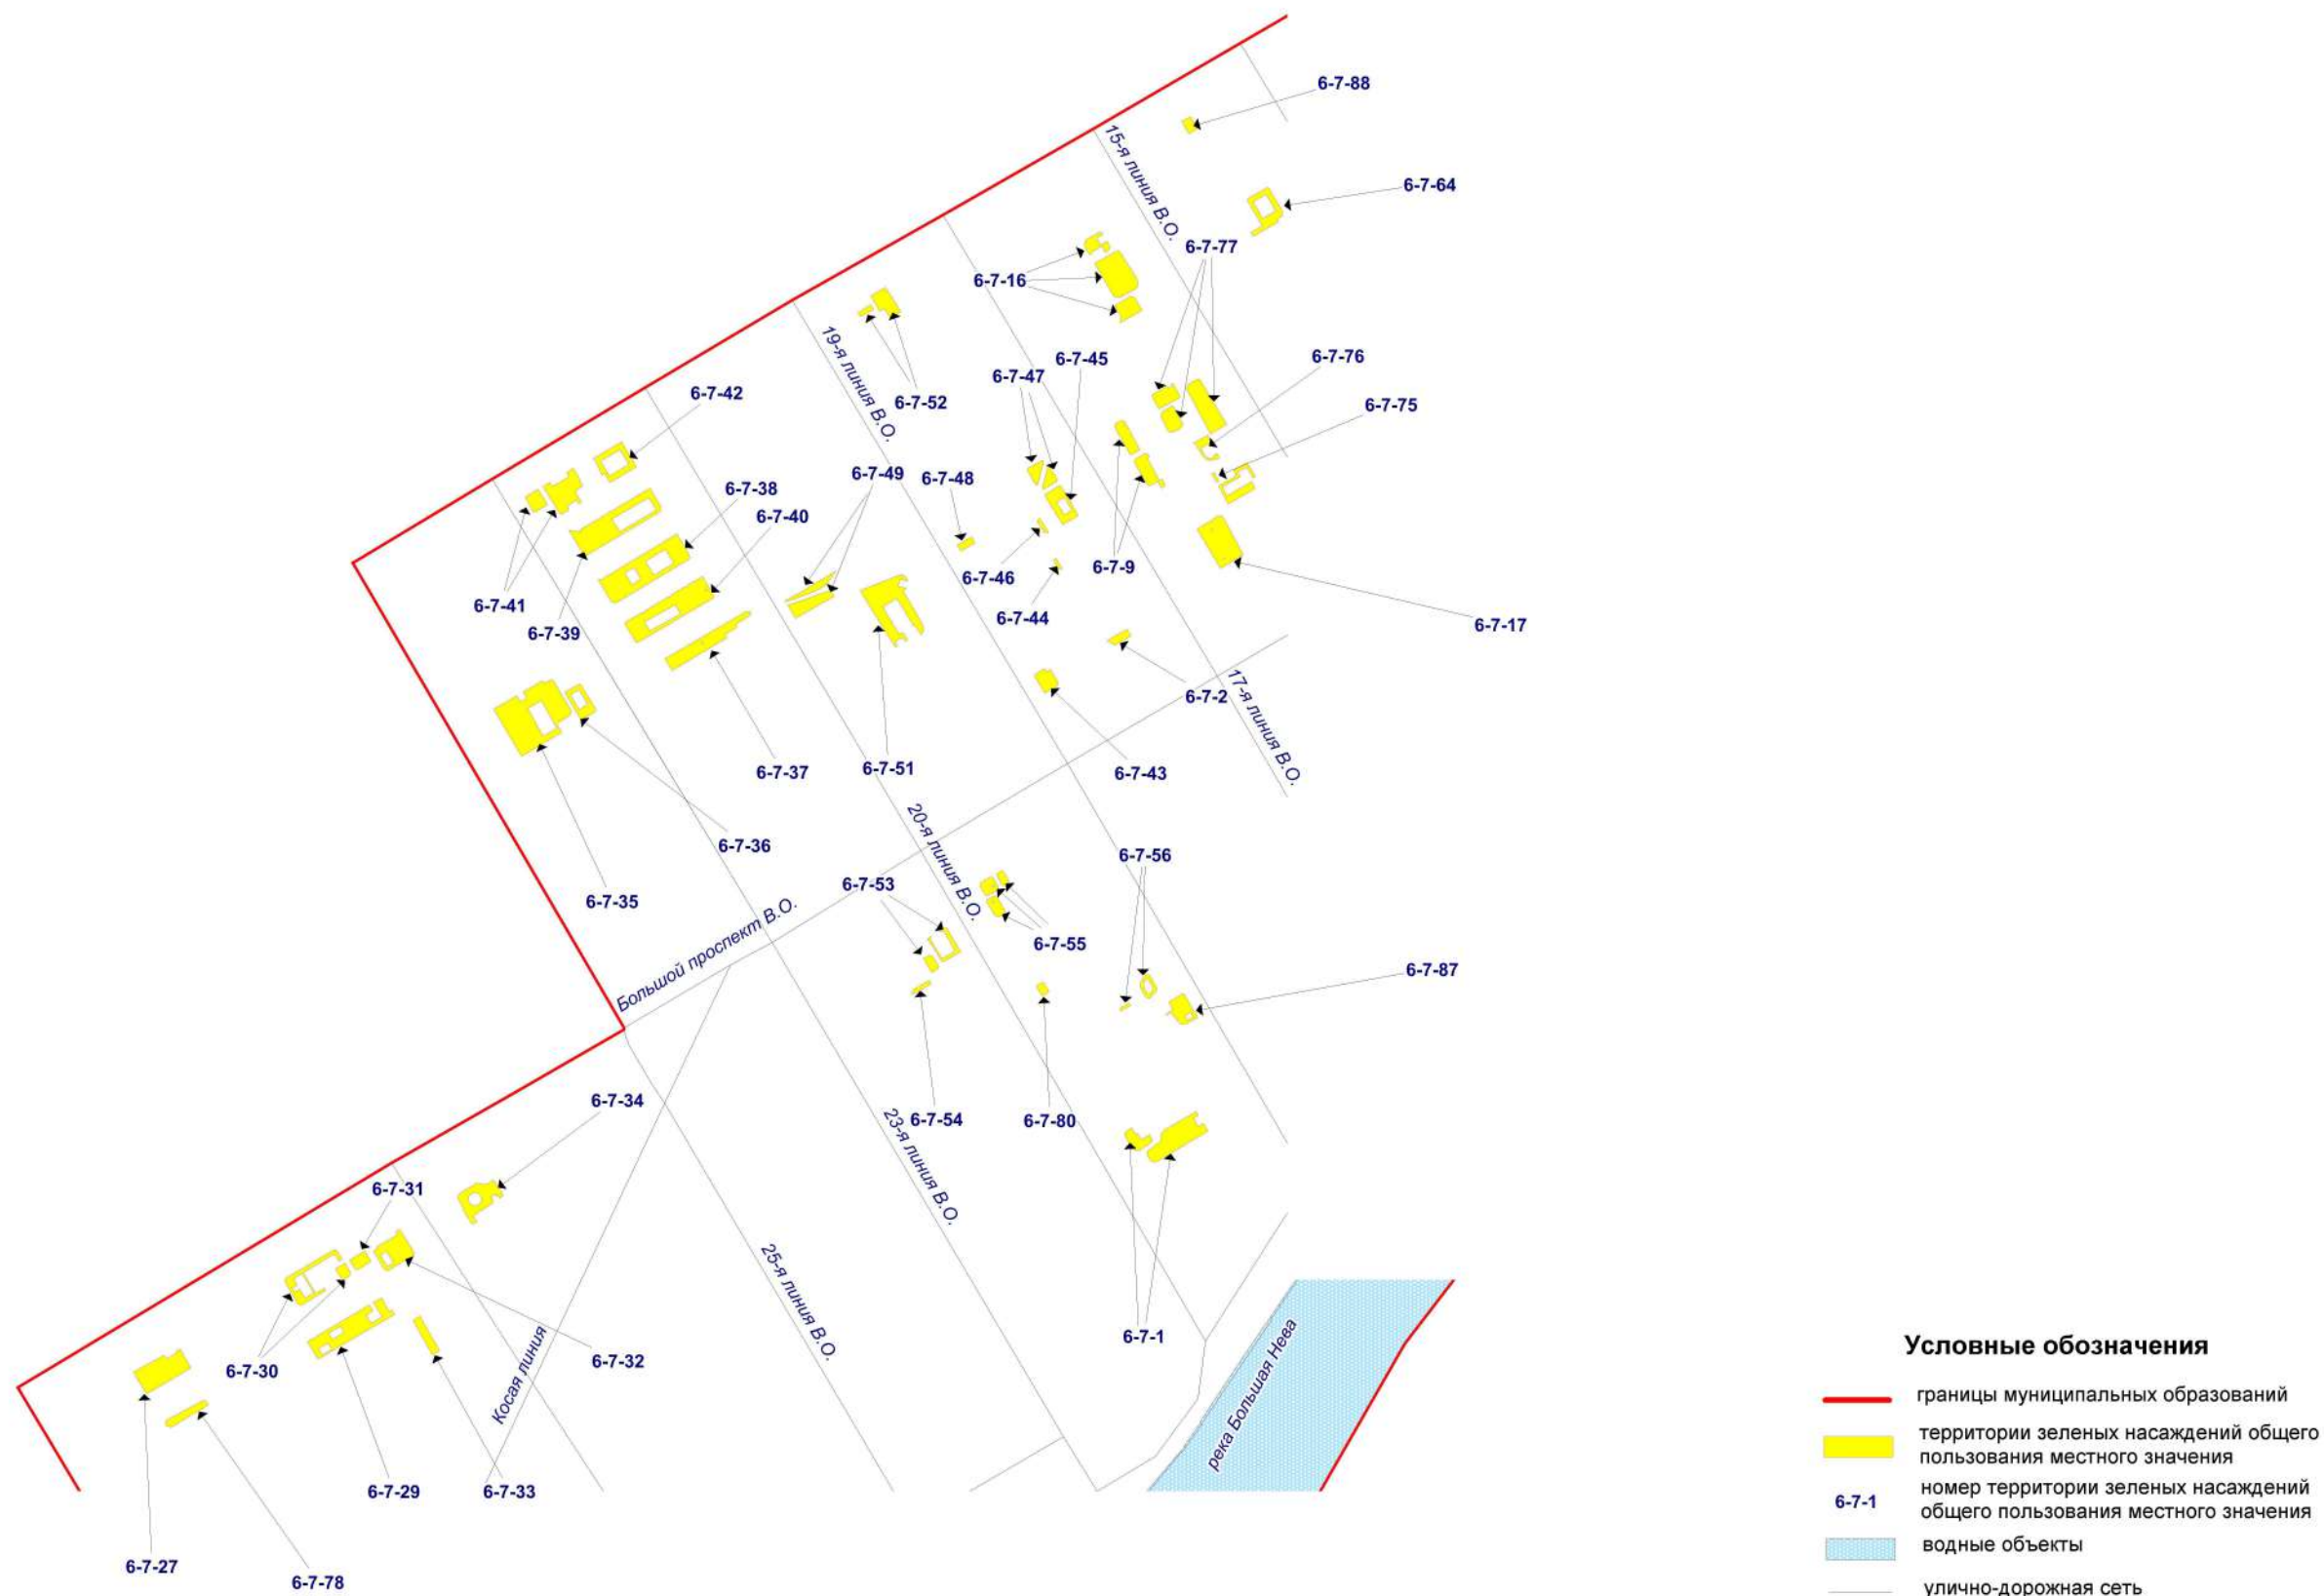 6-7-88
15-я линия В.О.
6-7-64
6-7-77
6-7-16
19-я линия В.О.
6-7-45
6-7-76
6-7-47
6-7-42
6-7-52
6-7-75
6-7-49
6-7-48
6-7-38
6-7-40
6-7-9
6-7-46
6-7-41
6-7-44
6-7-17
6-7-39
17-я линия В.О.
6-7-2
6-7-37
6-7-51
6-7-43
20-я линия В.О.
6-7-36
6-7-56
6-7-53
6-7-35
Большой проспект В.О.
6-7-55
6-7-87
6-7-34
6-7-54
6-7-80
23-я линия В.О.
6-7-31
25-я линия В.О.
6-7-1
река Большая Нева
6-7-32
6-7-30
Косая линия
6-7-29
6-7-33
6-7-27
6-7-78
Условные обозначения
границы муниципальных образований
территории зеленых насаждений общего
пользования местного значения
6-7-1
номер территории зеленых насаждений
общего пользования местного значения
водные объекты
улично-дорожная сеть